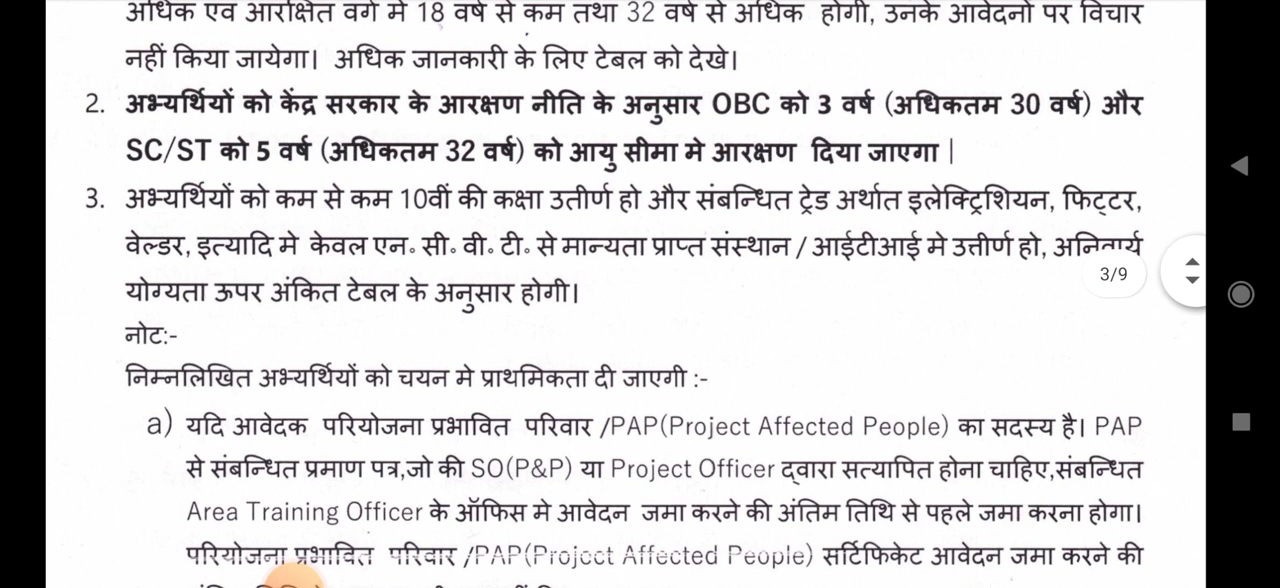 अधिक एवं आरक्षित वर्ग मे 18 वर्ष से कम तथा 32 वर्ष से अधिक होगी, उनके आवेदनों पर विचार
नहीं किया जायेगा। अधिक जानकारी के लिए टेबल को देखे।
2. अभ्यर्थियों को केंद्र सरकार के आरक्षण नीति के अनुसार OBC को 3 वर्ष (अधिकतम 30 वर्ष) और
SC/ST को 5 वर्ष (अधिकतम 32 वर्ष) को आयु सीमा मे आरक्षण दिया जाएगा |
3. अभ्यर्थियों को कम से कम 10वीं की कक्षा उतीर्ण हो और संबन्धित ट्रेड अर्थात इलेक्ट्रिशियन, फिट्टर,
वेल्डर, इत्यादि मे केवल एन॰ सी॰ वी॰ टी॰ से मान्यता प्राप्त संस्थान / आईटीआई मे उत्तीर्ण हो, अनिवार्य
3/9
योग्यता ऊपर अंकित टेबल के अनुसार होगी।
नोट:-
निम्नलिखित अभ्यर्थियों को चयन मे प्राथमिकता दी जाएगी :-
a) यदि आवेदक परियोजना प्रभावित परिवार /PAP(Project Affected People) का सदस्य है। PAP
से संबन्धित प्रमाण पत्र,जो की SO(P&P) या Project Officer द्वारा सत्यापित होना चाहिए,संबन्धित
Area Training Officer के ऑफिस मे आवेदन जमा करने की अंतिम तिथि से पहले जमा करना होगा।
परियोजना प्रभावित परिवार /PAP(Project Affected People) सर्टिफिकेट आवेदन जमा करने की